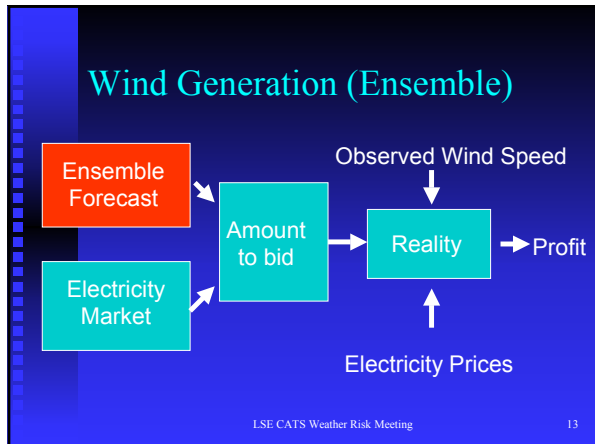 Wind Generation (Ensemble)
Ensemble
Forecast
Electricity
Market
Amount
to bid
Observed Wind Speed
Reality
Profit
Electricity Prices
LSE CATS Weather Risk Meeting
13